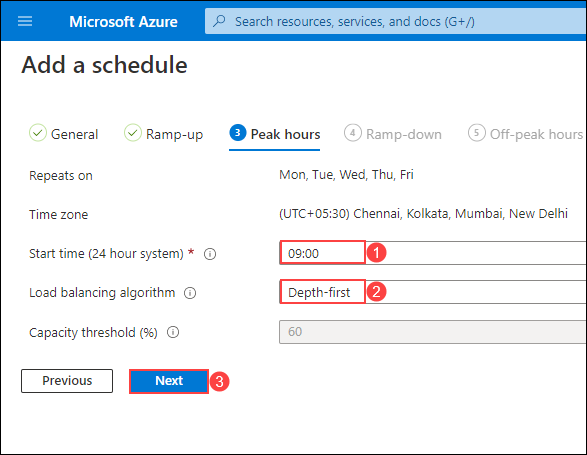 Microsoft Azure Search resources, services, and docs (G+/)
Add a schedule
General Ramp-up 3 Peak hours 4 Ramp-down 5 Off-peak hours
Repeats on Mon, Tue, Wed, Thu, Fri
Time zone (UTC+05:30) Chennai, Kolkata, Mumbai, New Delhi
Start time (24 hour system) * 09:00 1
Load balancing algorithm Depth-first 2
Capacity threshold (%) 60
Previous Next 3